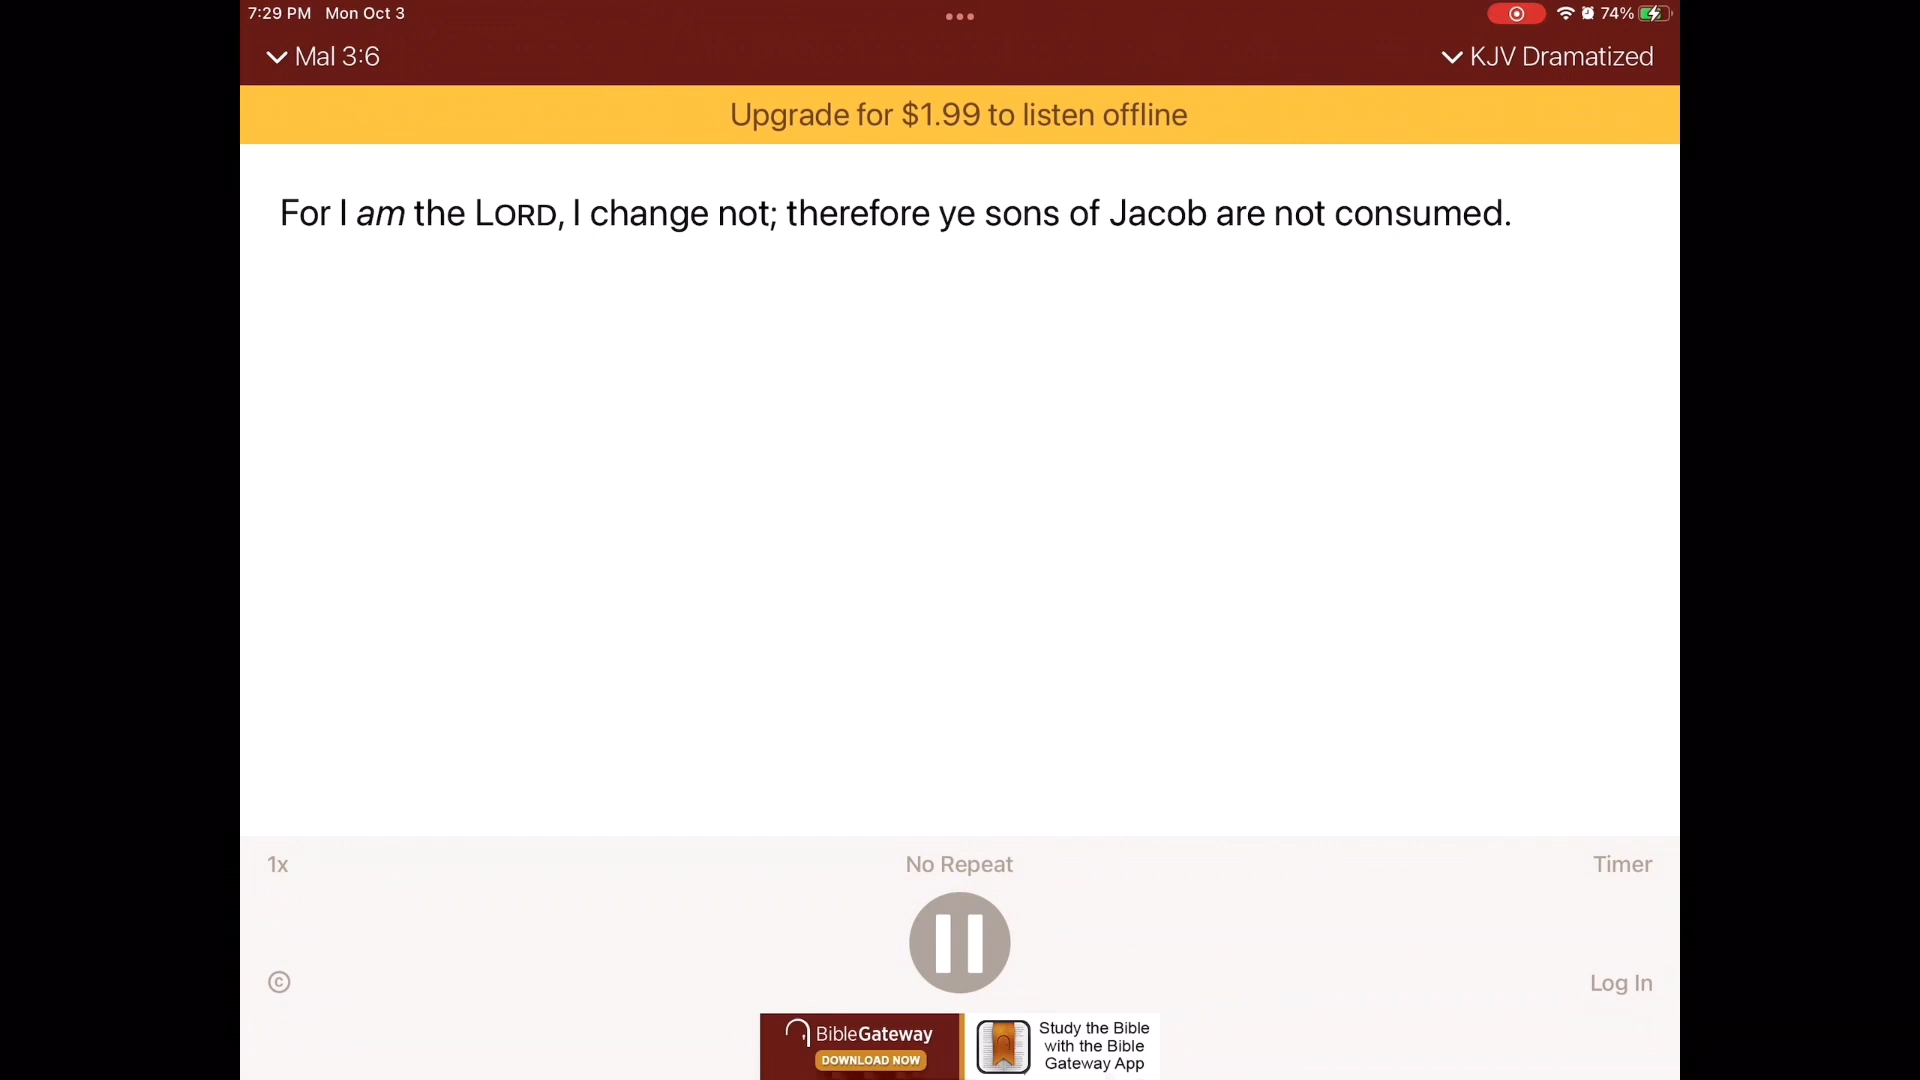 7:29 PM Mon Oct 3
74%
Mal 3:6
KJV Dramatized
Upgrade for $1.99 to listen offline
For I am the LORD, I change not; therefore ye sons of Jacob are not consumed.
1x
No Repeat
Timer
©
Log In
BibleGateway
DOWNLOAD NOW
Study the Bible
with the Bible
Gateway App